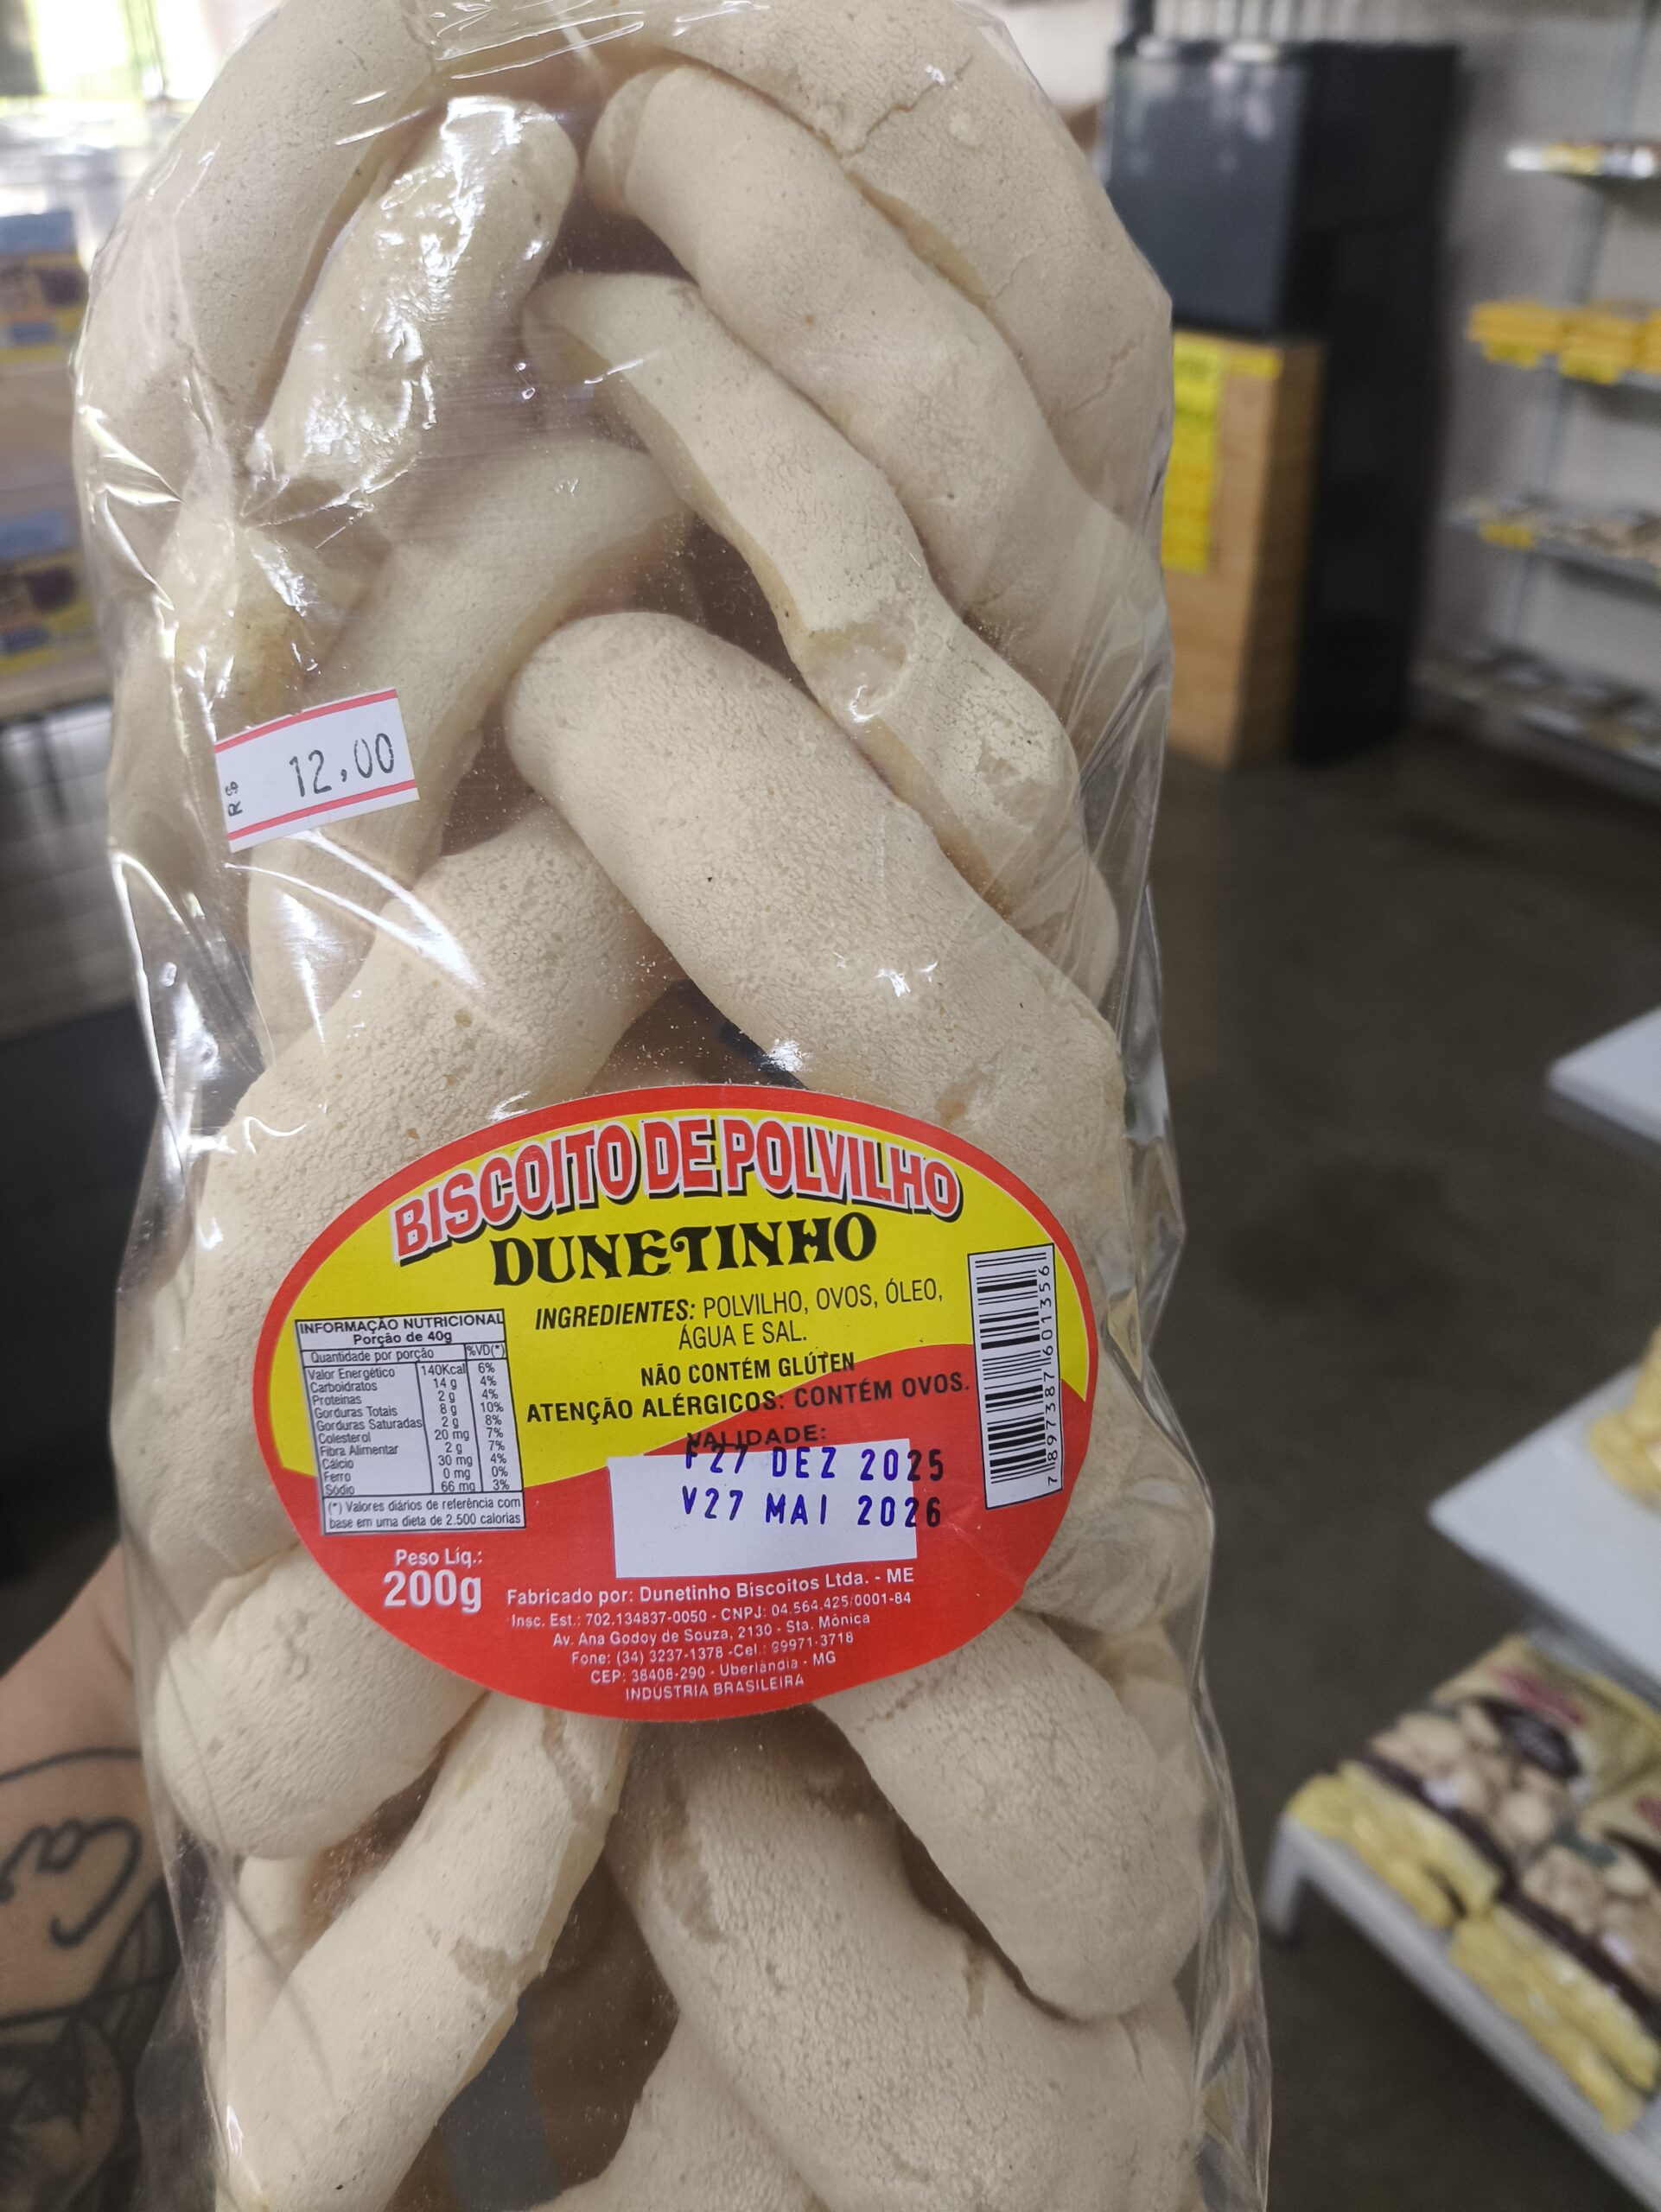 R$ 12,00
BISCOITO DE POLVILHO
DUNETINHO
INGREDIENTES: POLVILHO, OVOS, ÓLEO,
ÁGUA E SAL.
NÃO CONTÉM GLÚTEN
ATENÇÃO ALÉRGICOS: CONTÉM OVOS.
VALIDADE:
F27 DEZ 2025
V27 MAI 2026
INFORMAÇÃO NUTRICIONAL
Porção de 40g
Quantidade por porção %VD(*)
Valor Energético 140Kcal 6%
Carboidratos 14 g 4%
Proteínas 2 g 4%
Gorduras Totais 8 g 10%
Gorduras Saturadas 2 g 8%
Colesterol 20 mg 7%
Fibra Alimentar 2 g 7%
Cálcio 30 mg 4%
Ferro 0 mg 0%
Sódio 66 mg 3%
(*) Valores diários de referência com
base em uma dieta de 2.500 calorias
7897387601356
Peso Líq.:
200g
Fabricado por: Dunetinho Biscoitos Ltda. - ME
Insc. Est.: 702.134837-0050 - CNPJ: 04.564.425/0001-84
Av. Ana Godoy de Souza, 2130 - Sta. Mônica
Fone: (34) 3237-1378 -Cel.: 99971-3718
CEP: 38408-290 - Uberlândia - MG
INDÚSTRIA BRASILEIRA